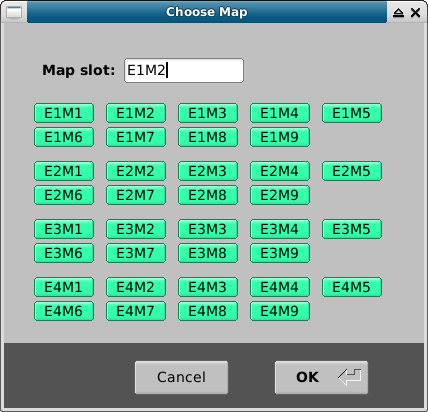 Choose Map
Map slot: E1M2
E1M1 E1M2 E1M3 E1M4 E1M5
E1M6 E1M7 E1M8 E1M9
E2M1 E2M2 E2M3 E2M4 E2M5
E2M6 E2M7 E2M8 E2M9
E3M1 E3M2 E3M3 E3M4 E3M5
E3M6 E3M7 E3M8 E3M9
E4M1 E4M2 E4M3 E4M4 E4M5
E4M6 E4M7 E4M8 E4M9
Cancel OK